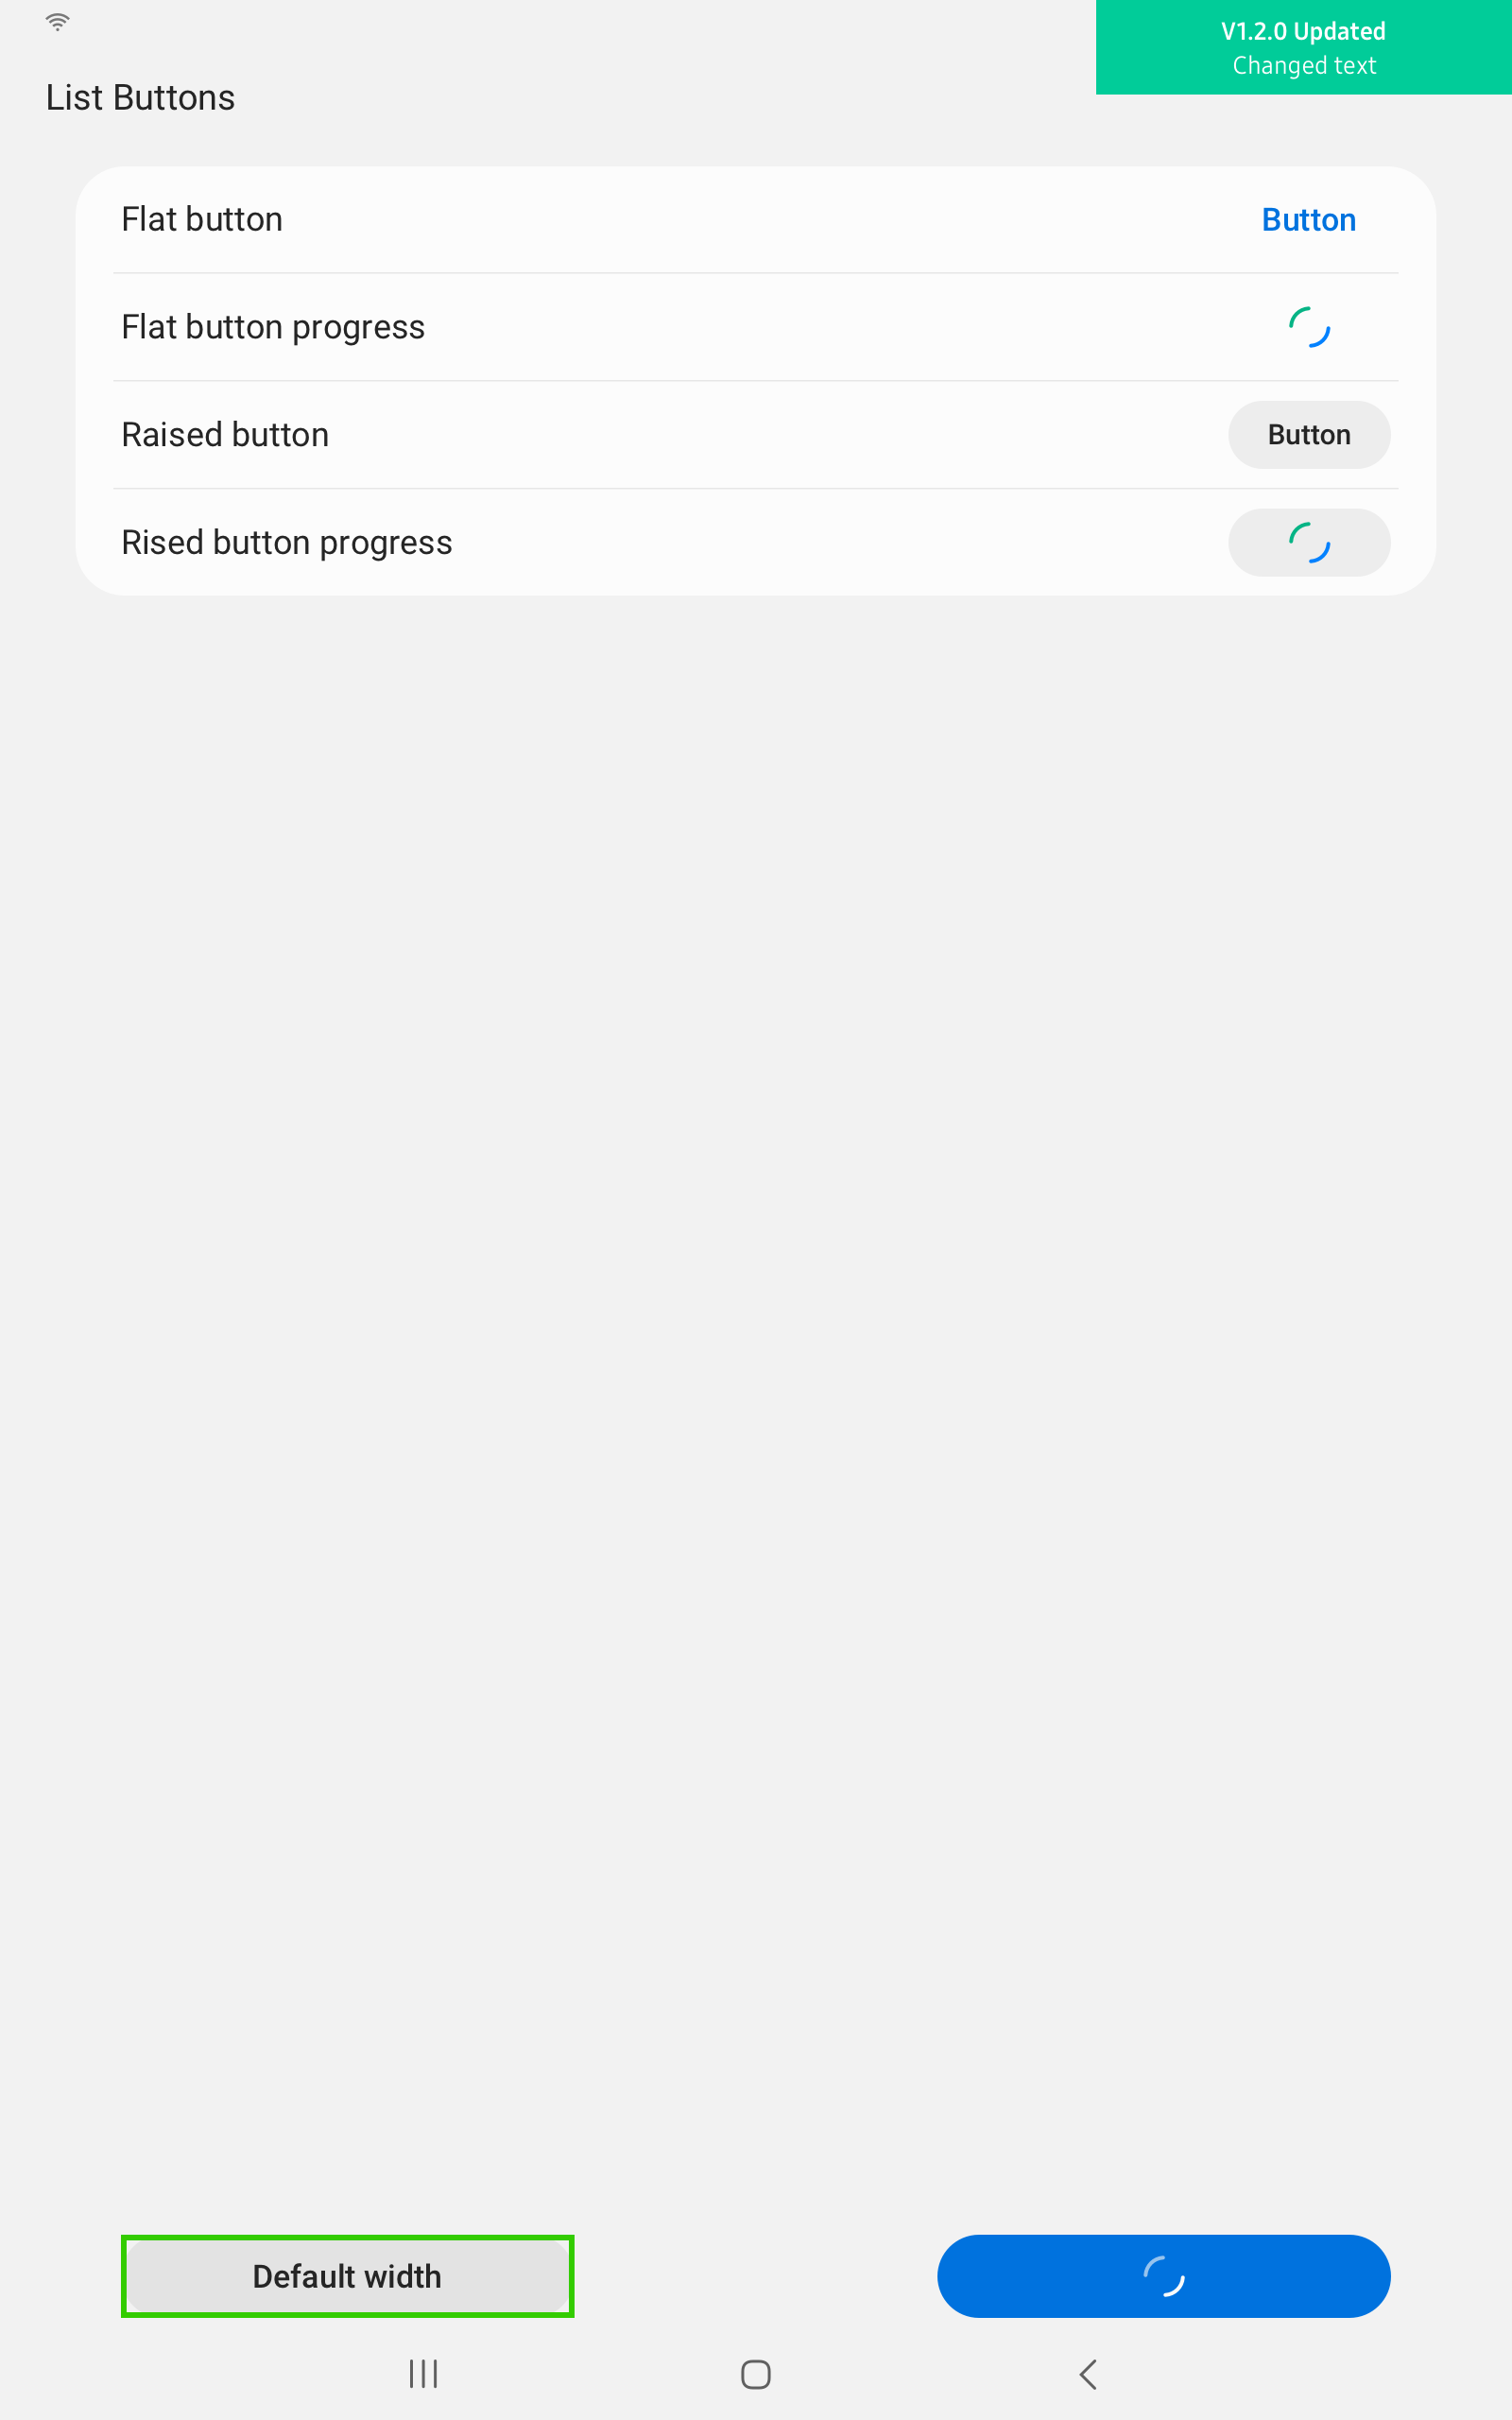 V1.2.0 Updated
Changed text
List Buttons
Flat button
Button
Flat button progress
Raised button
Button
Rised button progress
Default width